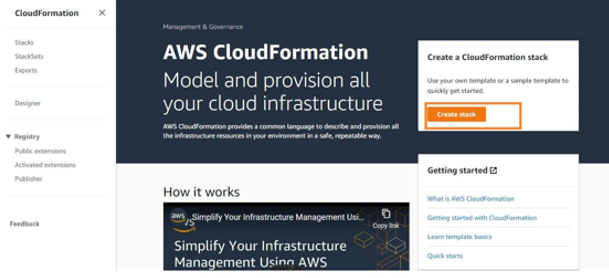 CloudFormation
Stacks
StackSets
Exports
Designer
Registry
Public extensions
Activated extensions
Publisher
Feedback
Management & Governance
AWS CloudFormation
Model and provision all
your cloud infrastructure
AWS CloudFormation provides a common language to describe and provision all
the infrastructure resources in your environment in a safe, repeatable way.
Create a CloudFormation stack
Use your own template or a sample template to
quickly get started.
Create stack
Getting started
What is AWS CloudFormation
Getting started with CloudFormation
Learn template basics
Quick starts
How it works
aws
Simplify Your Infrastructure Management Usi...
Copy link
Simplify Your Infrastructure
Management Using AWS